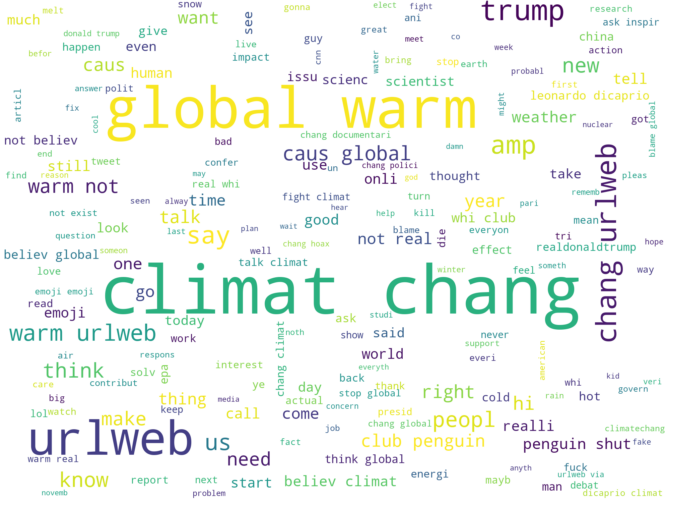 melt snow gonna elect fight research
much want see guy ani great co trump ask inspir
donald trump give live cnn meet week china
befor happen even impact water probabl action
answer polit caus human issu scienc bring stop earth new tell
articl fix scientist first leonardo dicaprio
cool global warm might weather nuclear got blame global
not believ bad chang documentari damn amp
end still tweet confer caus global use un chang polici
find reason may real whi onli god thought take pleas
warm not seen alway time fight climat turn year rememb chang urlweb
not exist last plan hear help kill whi club pari
look talk say wait good blame die everyon mean
question not real tri realdonaldtrump hope
believ global someon well chang hoax effect
love one talk climat winter feel someth way
emoji emoji go climat chang
read emoji studi
today ask support
warm urlweb work noth show said never
air respons chang climat world everi american
think solv epa interest everyth back whi kid veri
care contribut ye day thank right cold hot govern
big thing keep actual stop global presid hi rain
lol watch make media call concern come chang global peopl realli climatechang
urlweb us job club penguin penguin shut fake
warm real need fact think global anyth fuck
know report next start believ climat energi mayb urlweb via
novemb problem man debat dicaprio climat